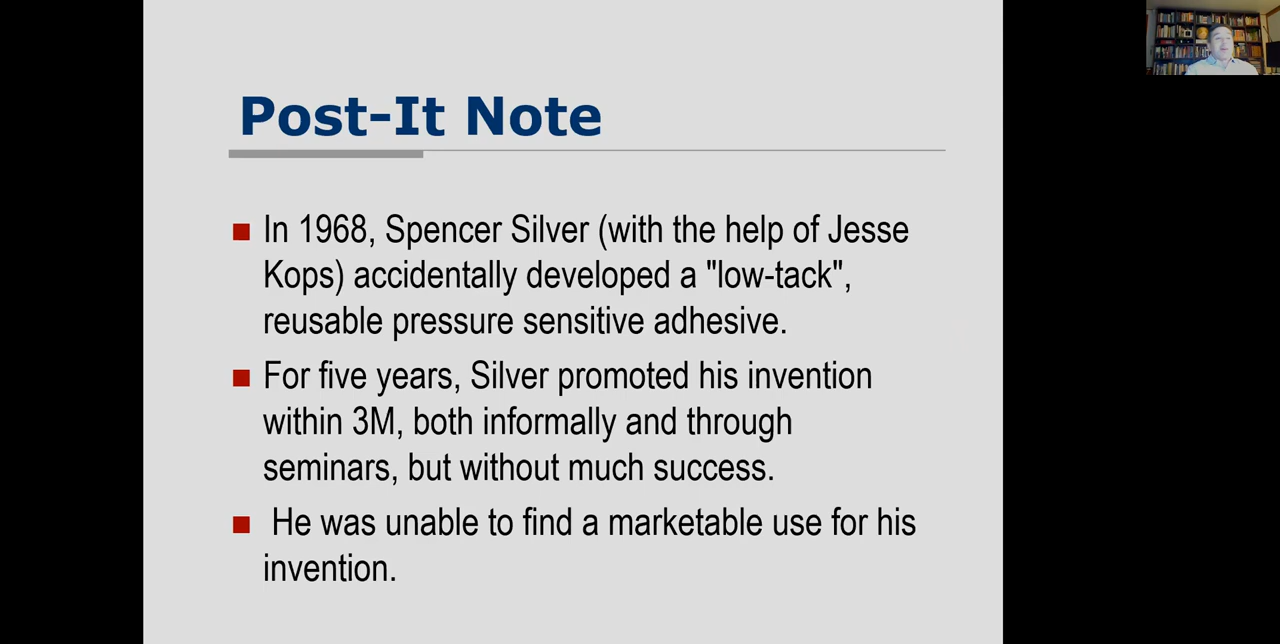 Post-It Note
In 1968, Spencer Silver (with the help of Jesse
Kops) accidentally developed a "low-tack",
reusable pressure sensitive adhesive.
For five years, Silver promoted his invention
within 3M, both informally and through
seminars, but without much success.
He was unable to find a marketable use for his
invention.